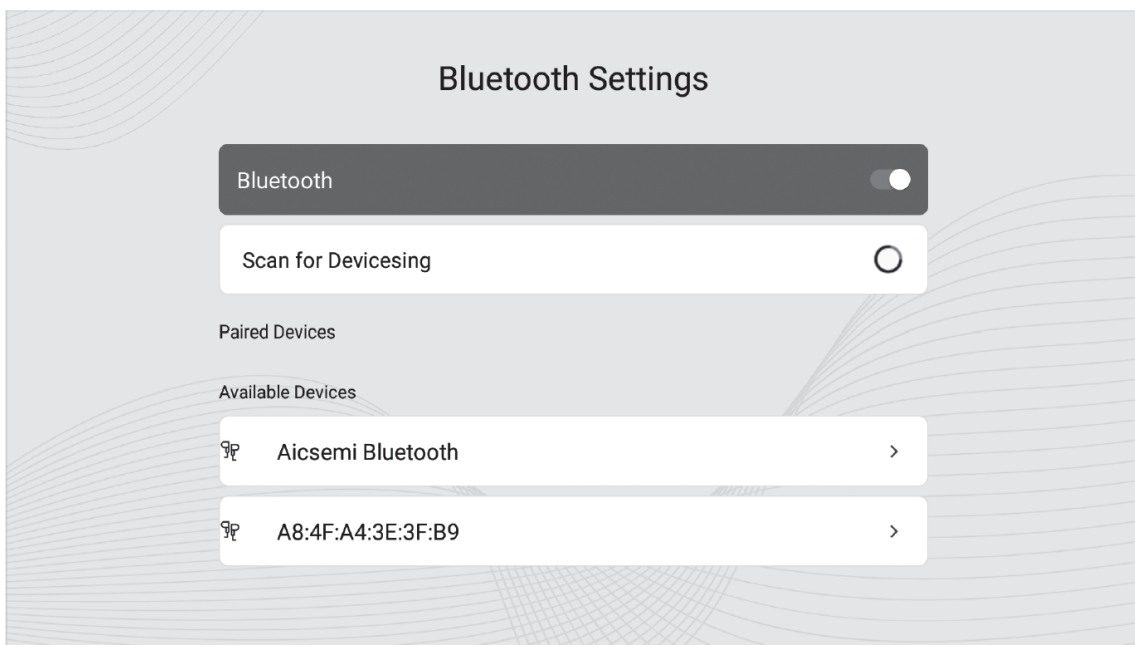 Bluetooth Settings
Bluetooth
Scan for Devicesing
Paired Devices
Available Devices
Aicsemi Bluetooth
A8:4F:A4:3E:3F:B9